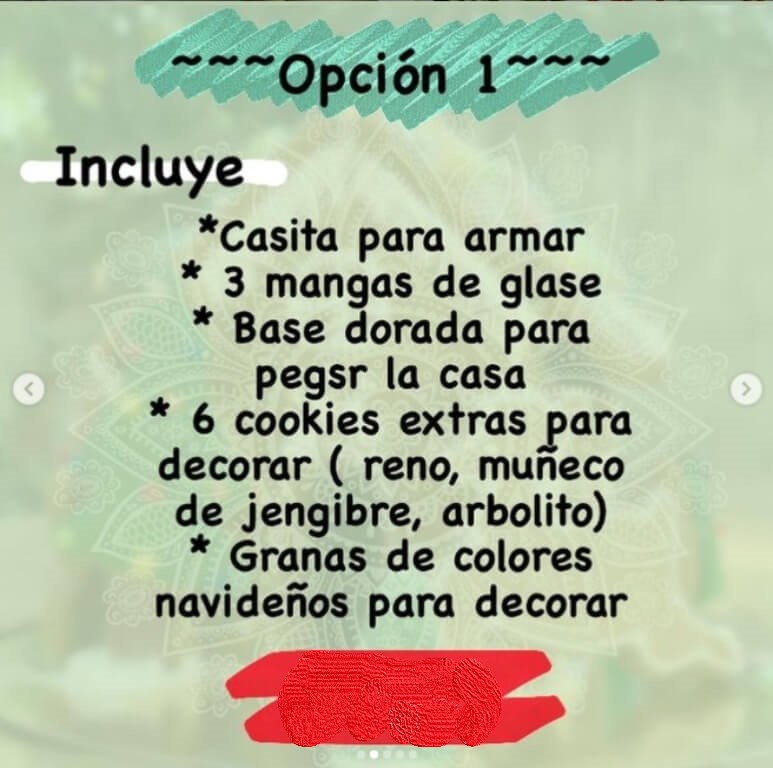 ~~~Opción 1~~~
Incluye
*Casita para armar
* 3 mangas de glase
* Base dorada para
pegsr la casa
* 6 cookies extras para
decorar ( reno, muñeco
de jengibre, arbolito)
* Granas de colores
navideños para decorar